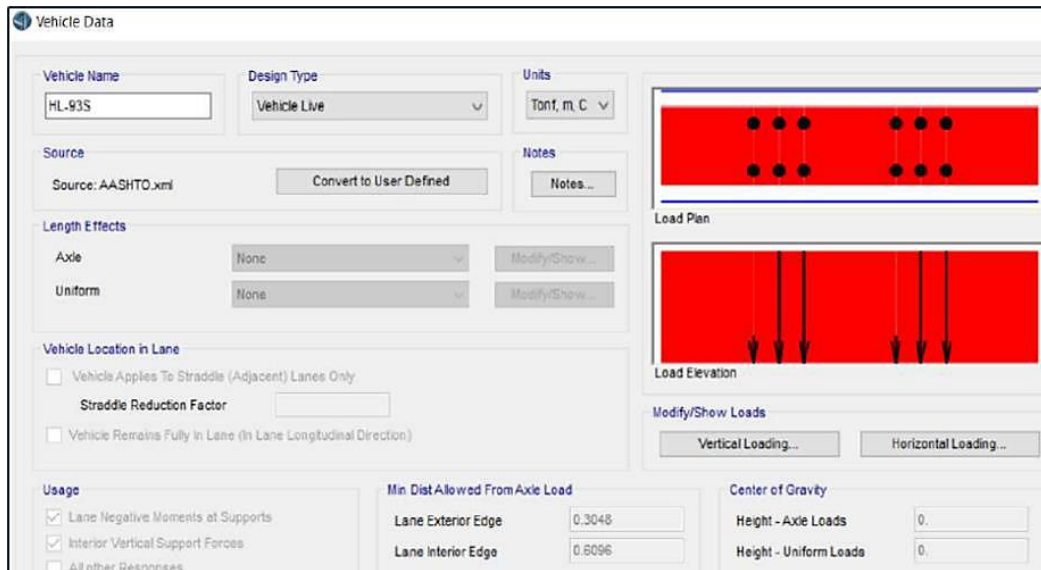 Vehicle Data
Vehicle Name
HL-93S
Design Type
Vehicle Live
Units
Tonf, m, C
Source
Source: AASHTO.xml
Convert to User Defined
Notes
Notes...
Load Plan
Length Effects
Axle
None
Modify/Show...
Uniform
None
Modify/Show...
Load Elevation
Vehicle Location in Lane
Vehicle Applies To Straddle (Adjacent) Lanes Only
Straddle Reduction Factor
Vehicle Remains Fully In Lane (In Lane Longitudinal Direction)
Modify/Show Loads
Vertical Loading...
Horizontal Loading...
Usage
Lane Negative Moments at Supports
Interior Vertical Support Forces
All other Responses
Min Dist Allowed From Axle Load
Lane Exterior Edge
0.3048
Lane Interior Edge
0.6096
Center of Gravity
Height - Axle Loads
0.
Height - Uniform Loads
0.